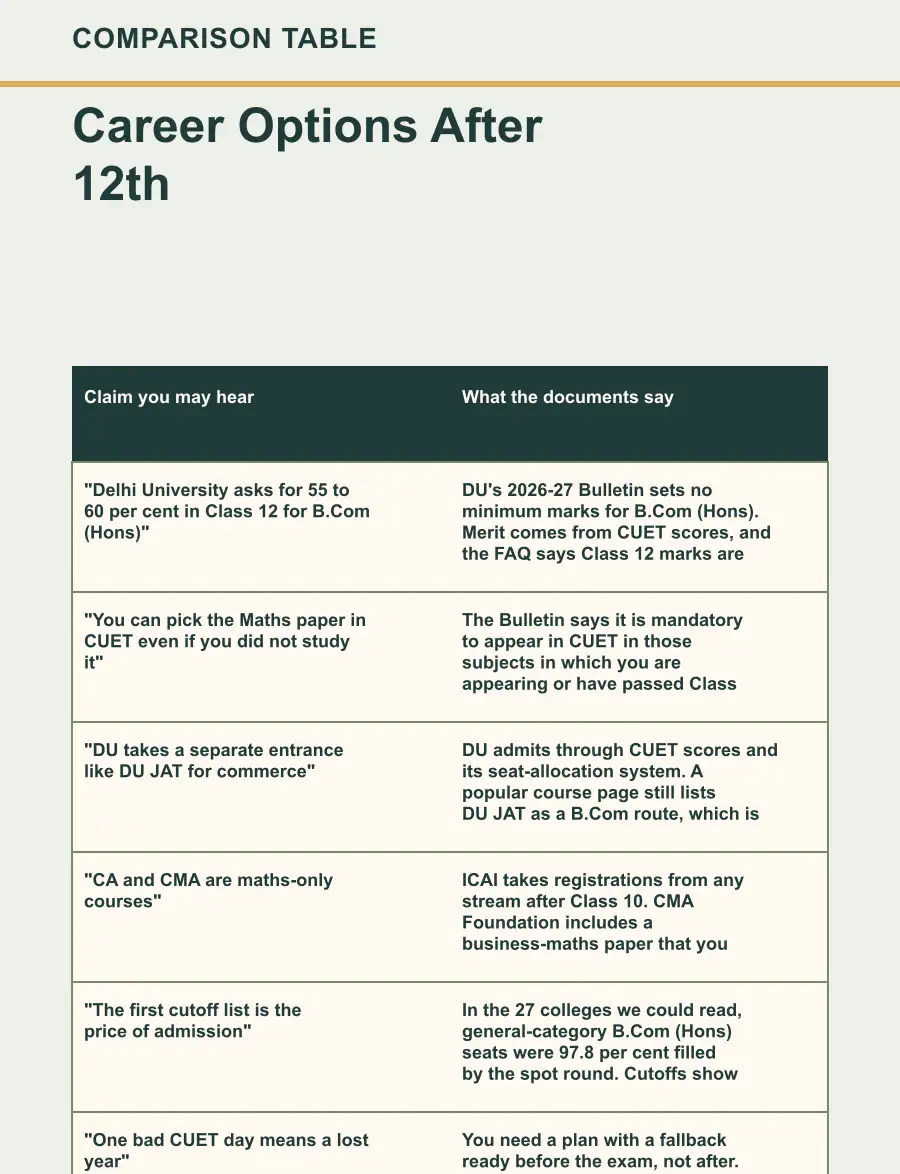 COMPARISON TABLE
Career Options After
12th
Claim you may hear
What the documents say
"Delhi University asks for 55 to
60 per cent in Class 12 for B.Com
(Hons)"
DU's 2026-27 Bulletin sets no
minimum marks for B.Com (Hons).
Merit comes from CUET scores, and
the FAQ says Class 12 marks are
"You can pick the Maths paper in
CUET even if you did not study
it"
The Bulletin says it is mandatory
to appear in CUET in those
subjects in which you are
appearing or have passed Class
"DU takes a separate entrance
like DU JAT for commerce"
DU admits through CUET scores and
its seat-allocation system. A
popular course page still lists
DU JAT as a B.Com route, which is
"CA and CMA are maths-only
courses"
ICAI takes registrations from any
stream after Class 10. CMA
Foundation includes a
business-maths paper that you
"The first cutoff list is the
price of admission"
In the 27 colleges we could read,
general-category B.Com (Hons)
seats were 97.8 per cent filled
by the spot round. Cutoffs show
"One bad CUET day means a lost
year"
You need a plan with a fallback
ready before the exam, not after.